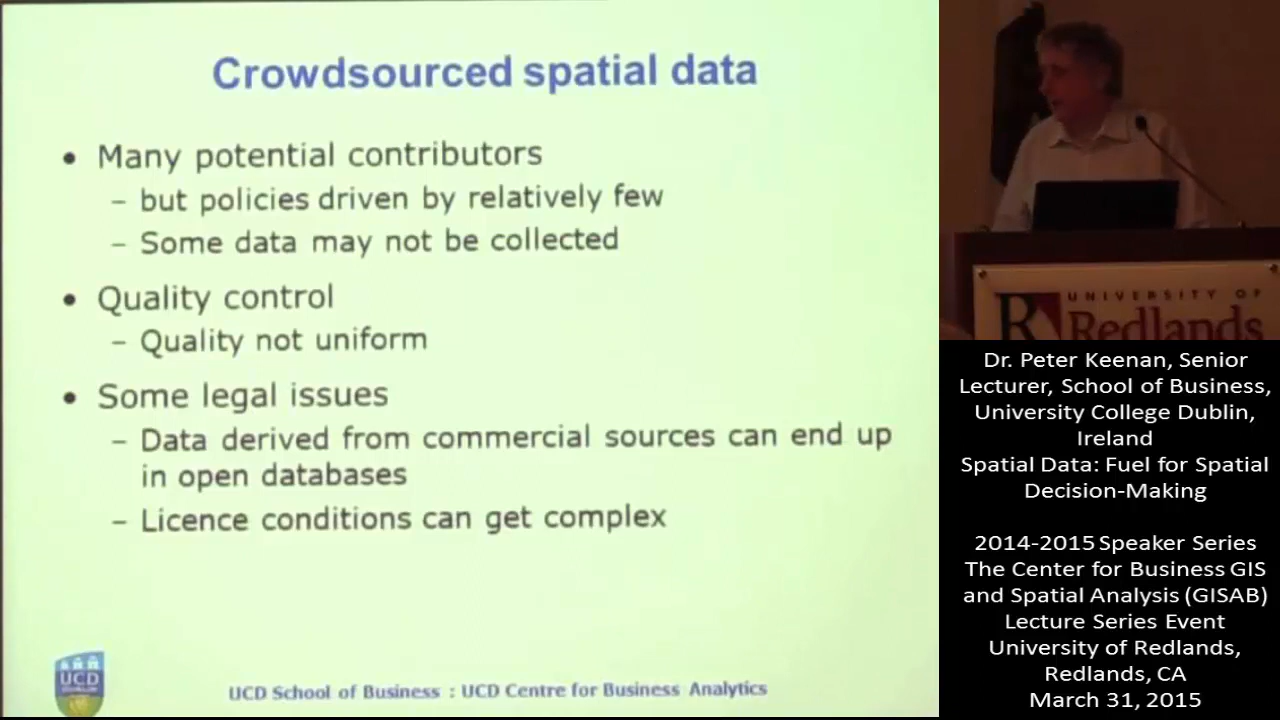 Crowdsourced spatial data
• Many potential contributors
– but policies driven by relatively few
– Some data may not be collected
• Quality control
– Quality not uniform
• Some legal issues
– Data derived from commercial sources can end up
in open databases
– Licence conditions can get complex
UCD
DUBLIN
UCD School of Business : UCD Centre for Business Analytics
R UNIVERSITY OF
Redlands
Dr. Peter Keenan, Senior
Lecturer, School of Business,
University College Dublin,
Ireland
Spatial Data: Fuel for Spatial
Decision-Making
2014-2015 Speaker Series
The Center for Business GIS
and Spatial Analysis (GISAB)
Lecture Series Event
University of Redlands,
Redlands, CA
March 31, 2015